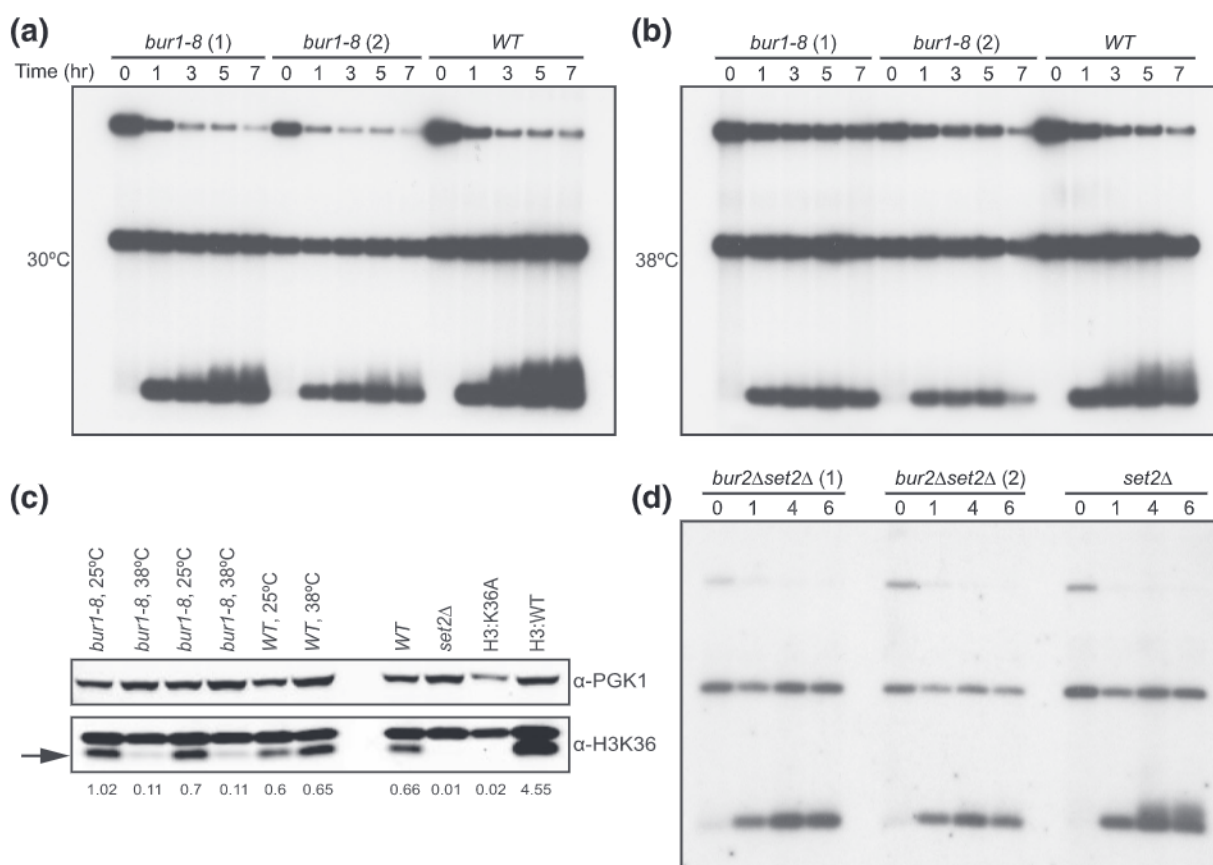 (a)
bur1-8 (1) bur1-8 (2) WT
Time (hr) 0 1 3 5 7 0 1 3 5 7 0 1 3 5 7
30ºC
(b)
bur1-8 (1) bur1-8 (2) WT
0 1 3 5 7 0 1 3 5 7 0 1 3 5 7
38ºC
(c)
bur1-8, 25ºC
bur1-8, 38ºC
bur1-8, 25ºC
bur1-8, 38ºC
WT, 25ºC
WT, 38ºC
WT
set2Δ
H3:K36A
H3:WT
α-PGK1
α-H3K36
1.02 0.11 0.7 0.11 0.6 0.65 0.66 0.01 0.02 4.55
(d)
bur2Δset2Δ (1) bur2Δset2Δ (2) set2Δ
0 1 4 6 0 1 4 6 0 1 4 6